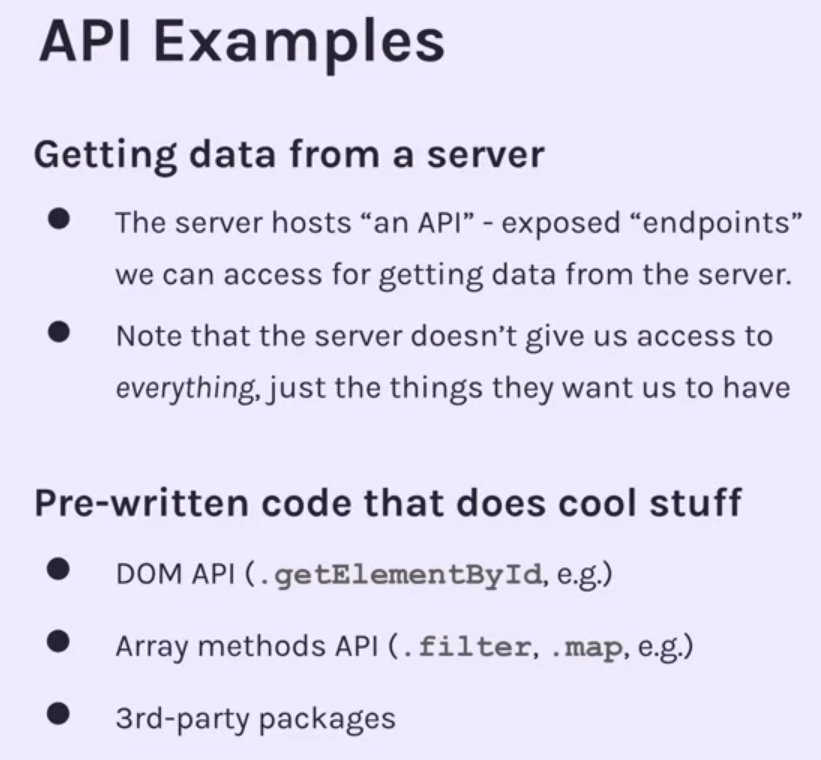 API Examples
Getting data from a server
● The server hosts “an API” - exposed “endpoints”
we can access for getting data from the server.
● Note that the server doesn’t give us access to
everything, just the things they want us to have
Pre-written code that does cool stuff
● DOM API (.getElementById, e.g.)
● Array methods API (.filter, .map, e.g.)
● 3rd-party packages